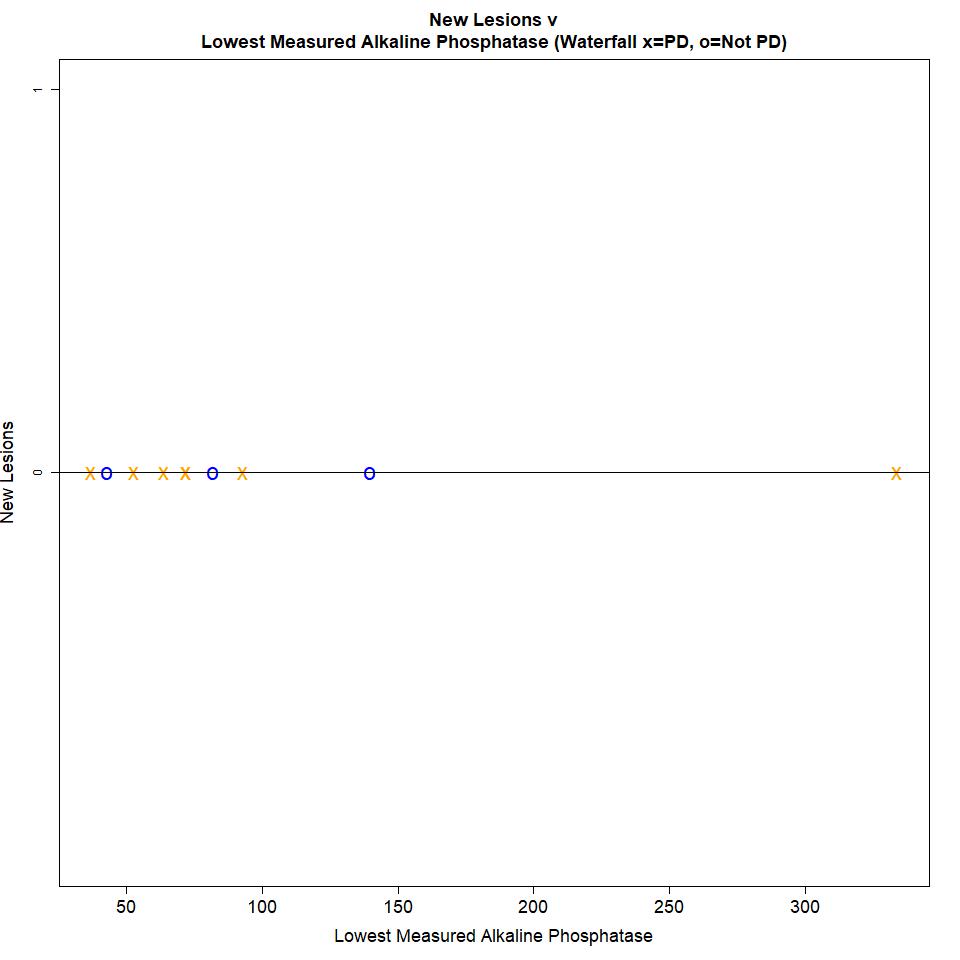 New Lesions v
Lowest Measured Alkaline Phosphatase (Waterfall x=PD, o=Not PD)
1
New Lesions
0
x o x x x o x o x
50 100 150 200 250 300
Lowest Measured Alkaline Phosphatase